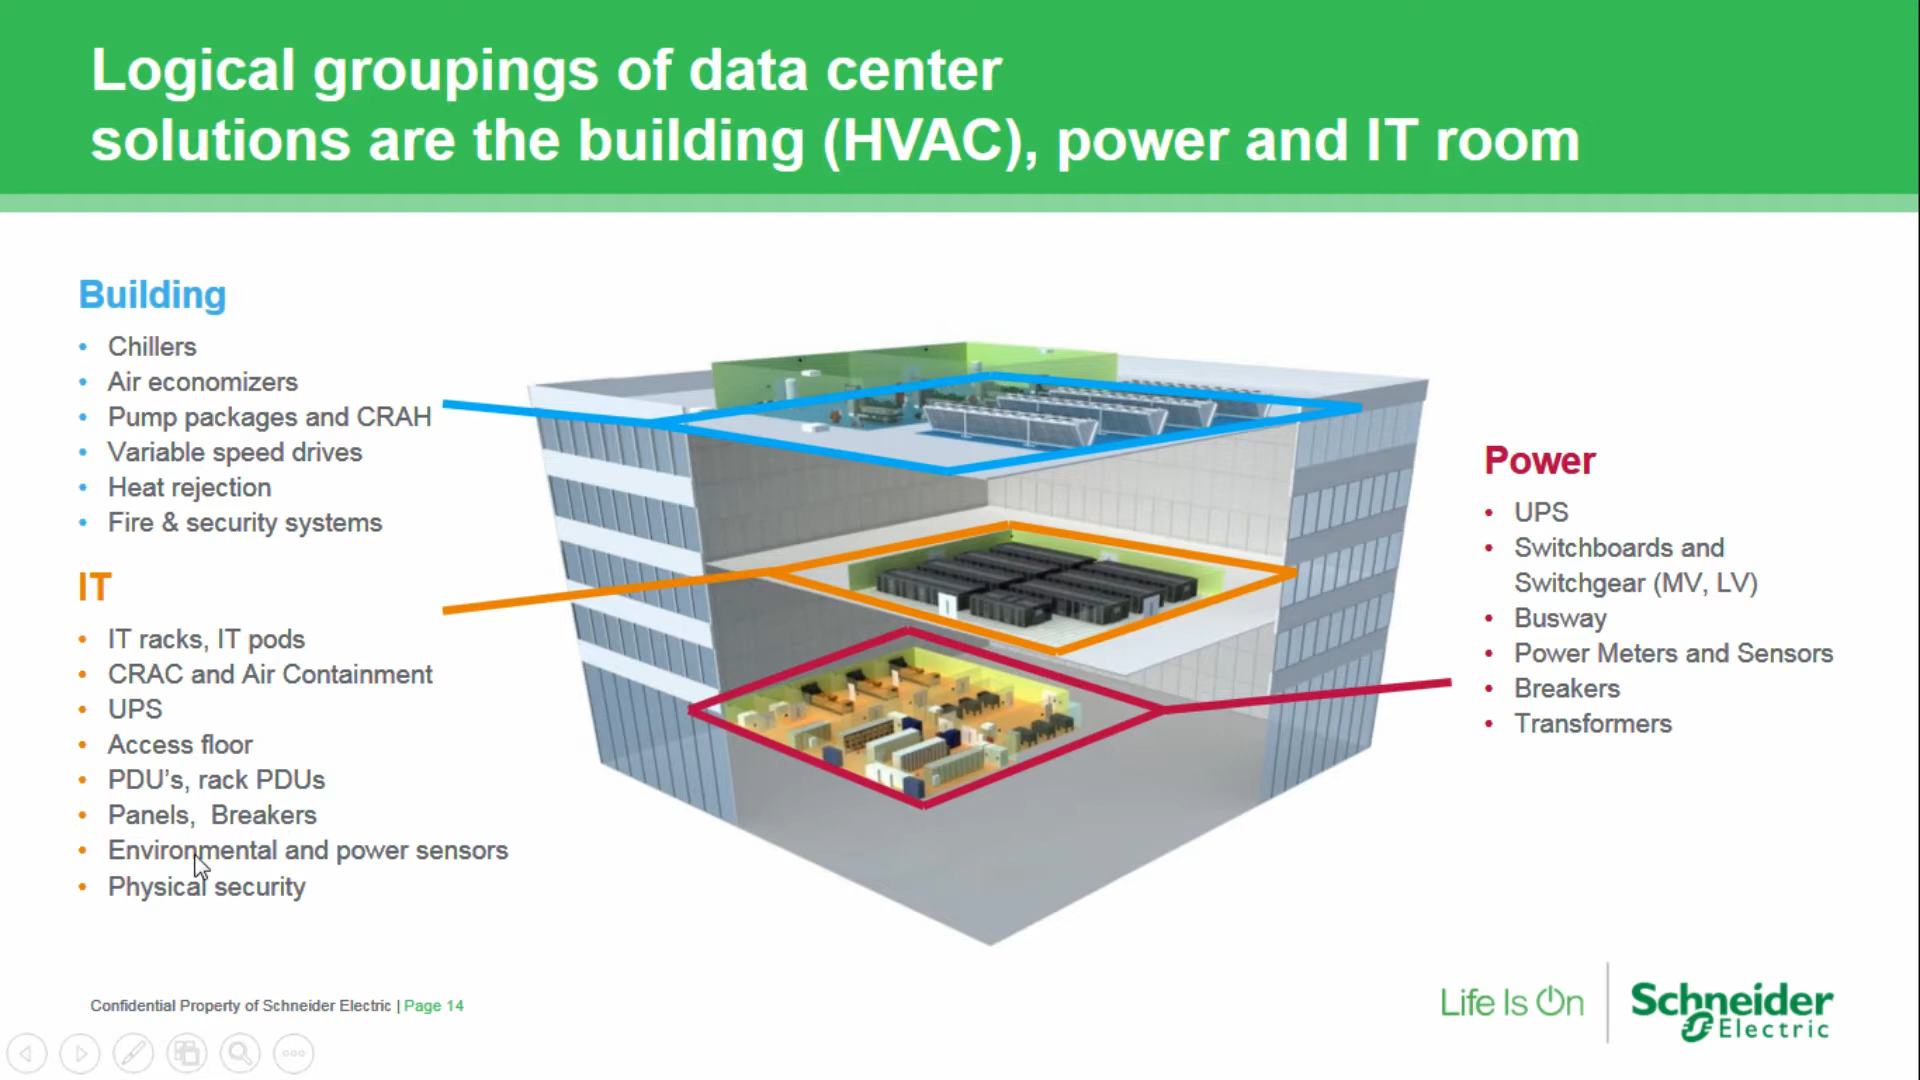 Logical groupings of data center
solutions are the building (HVAC), power and IT room
Building
• Chillers
• Air economizers
• Pump packages and CRAH
• Variable speed drives
• Heat rejection
• Fire & security systems
IT
• IT racks, IT pods
• CRAC and Air Containment
• UPS
• Access floor
• PDU’s, rack PDUs
• Panels,  Breakers
• Environmental and power sensors
• Physical security
Power
• UPS
• Switchboards and
Switchgear (MV, LV)
• Busway
• Power Meters and Sensors
• Breakers
• Transformers
Confidential Property of Schneider Electric | Page 14
Life Is On
Schneider
Electric